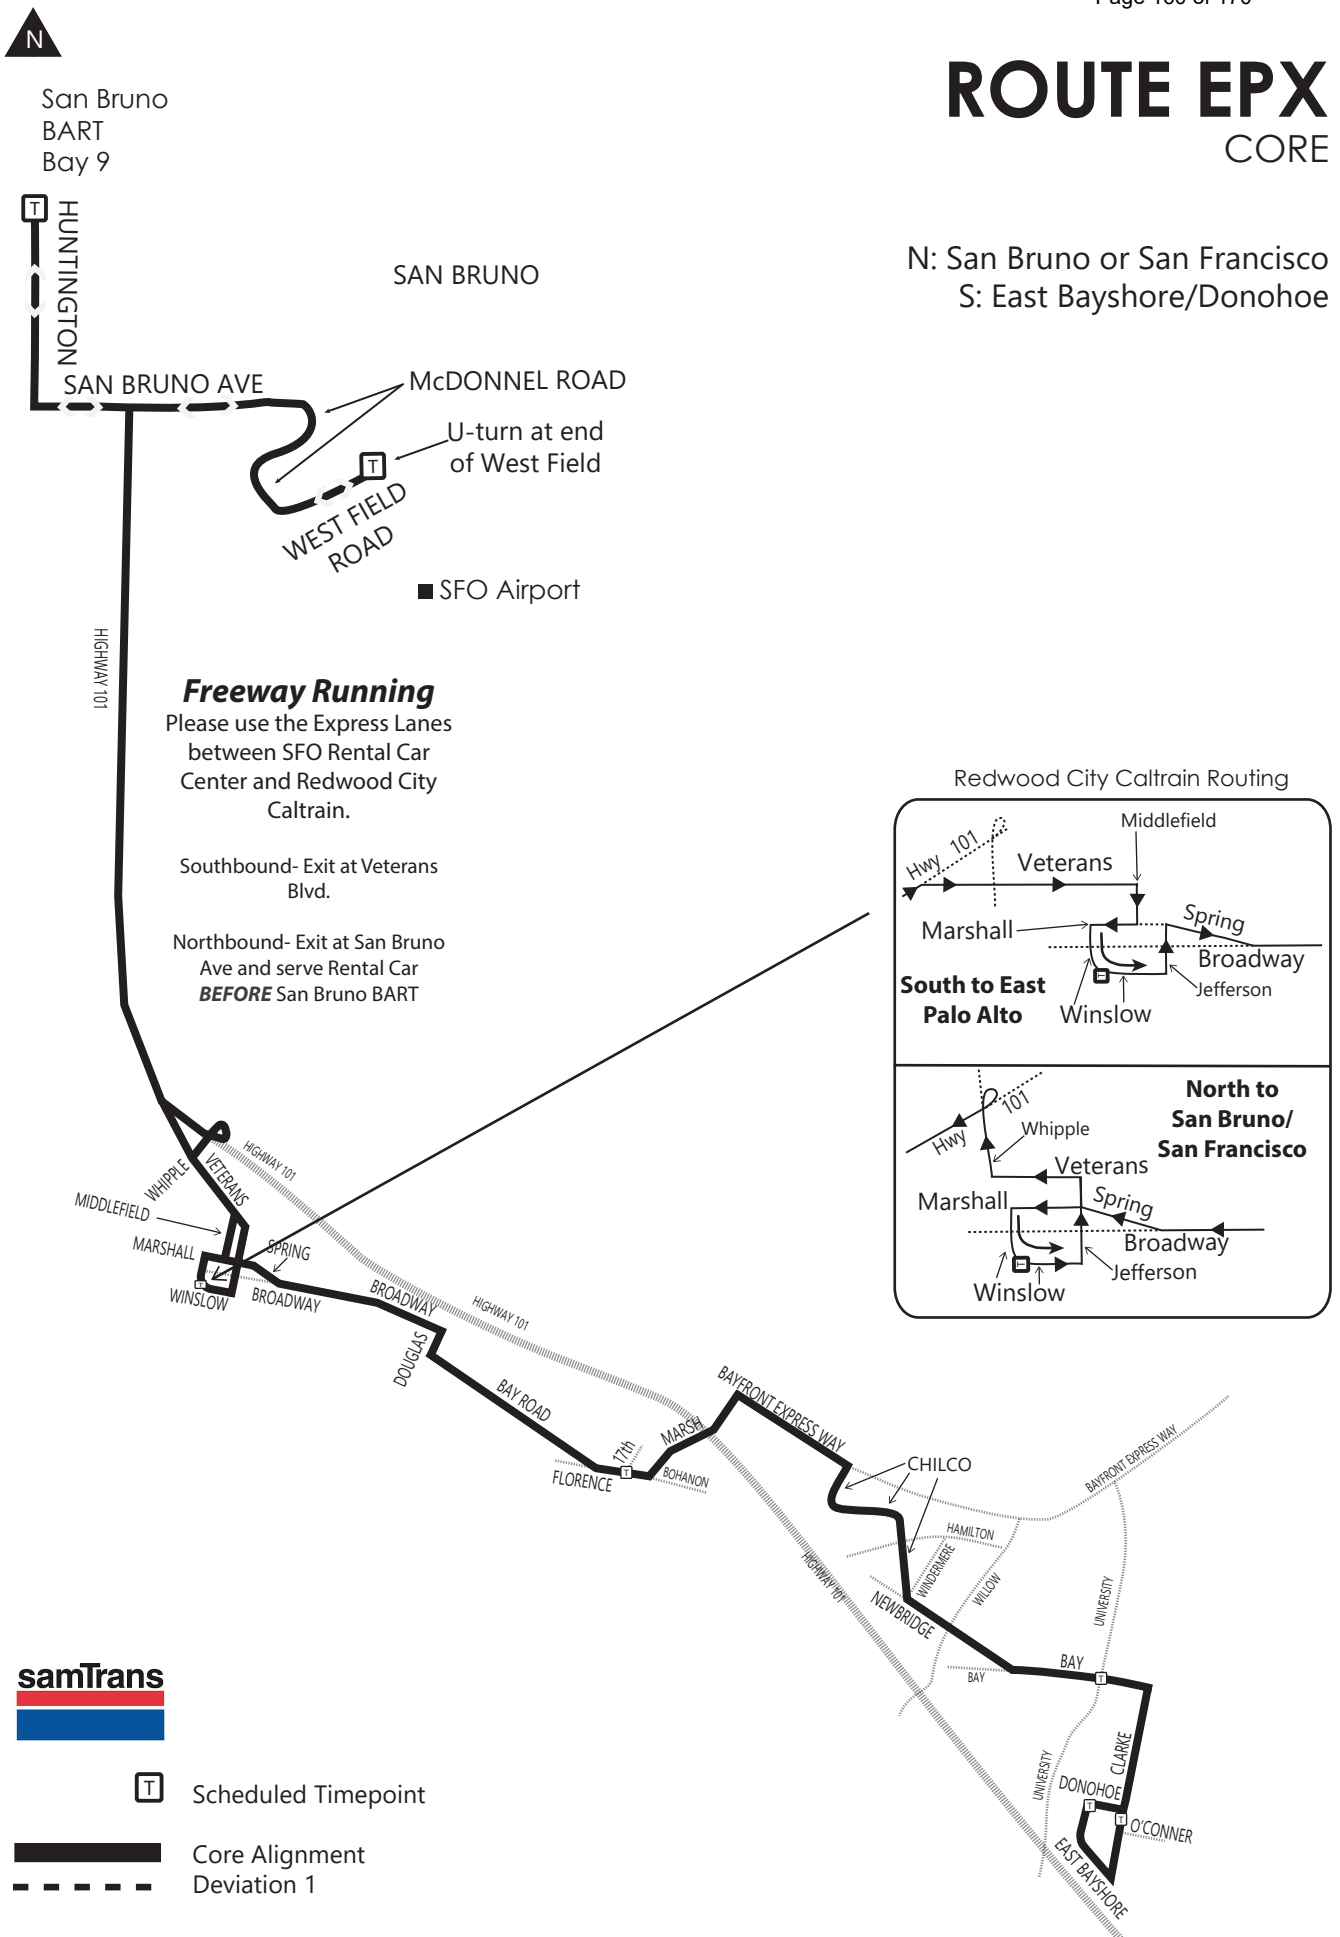 N
San Bruno
BART
Bay 9
ROUTE EPX
CORE
N: San Bruno or San Francisco
S: East Bayshore/Donohoe
T
HUNTINGTON
SAN BRUNO
SAN BRUNO AVE
McDONNEL ROAD
U-turn at end
of West Field
T
WEST FIELD
ROAD
SFO Airport
HIGHWAY 101
Freeway Running
Please use the Express Lanes
between SFO Rental Car
Center and Redwood City
Caltrain.
Southbound- Exit at Veterans
Blvd.
Northbound- Exit at San Bruno
Ave and serve Rental Car
BEFORE San Bruno BART
Redwood City Caltrain Routing
Middlefield
Hwy 101
Veterans
Marshall
Spring
Broadway
T
Jefferson
South to East
Palo Alto
Winslow
North to
San Bruno/
San Francisco
101
Hwy
Whipple
Veterans
Marshall
Spring
Broadway
T
Jefferson
Winslow
WHIPPLE
VETERANS
HIGHWAY 101
MIDDLEFIELD
MARSHALL
SPRING
T
WINSLOW
BROADWAY
BROADWAY
HIGHWAY 101
DOUGLAS
BAY ROAD
17th
T
FLORENCE
MARSH
BOHANON
BAYFRONT EXPRESS WAY
CHILCO
BAYFRONT EXPRESS WAY
HAMILTON
WINDERMERE
WILLOW
HIGHWAY 101
NEWBRIDGE
UNIVERSITY
BAY
BAY
T
CLARKE
UNIVERSITY
DONOHOE
T
T
O'CONNER
EAST BAYSHORE
samTrans
T
Scheduled Timepoint
Core Alignment
Deviation 1